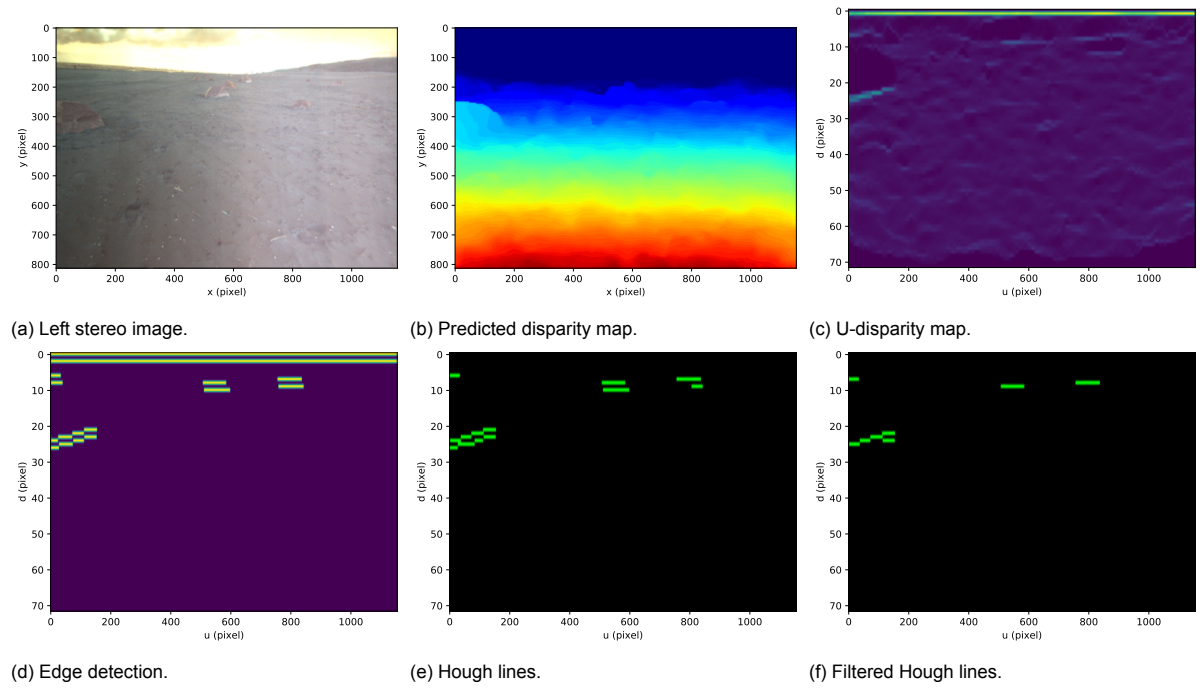 0
100
200
300
400
500
600
700
800
y (pixel)
0 200 400 600 800 1000
x (pixel)
(a) Left stereo image.
0
100
200
300
400
500
600
700
800
y (pixel)
0 200 400 600 800 1000
x (pixel)
(b) Predicted disparity map.
0
10
20
30
40
50
60
70
d (pixel)
0 200 400 600 800 1000
u (pixel)
(c) U-disparity map.
0
10
20
30
40
50
60
70
d (pixel)
0 200 400 600 800 1000
u (pixel)
(d) Edge detection.
0
10
20
30
40
50
60
70
d (pixel)
0 200 400 600 800 1000
u (pixel)
(e) Hough lines.
0
10
20
30
40
50
60
70
d (pixel)
0 200 400 600 800 1000
u (pixel)
(f) Filtered Hough lines.